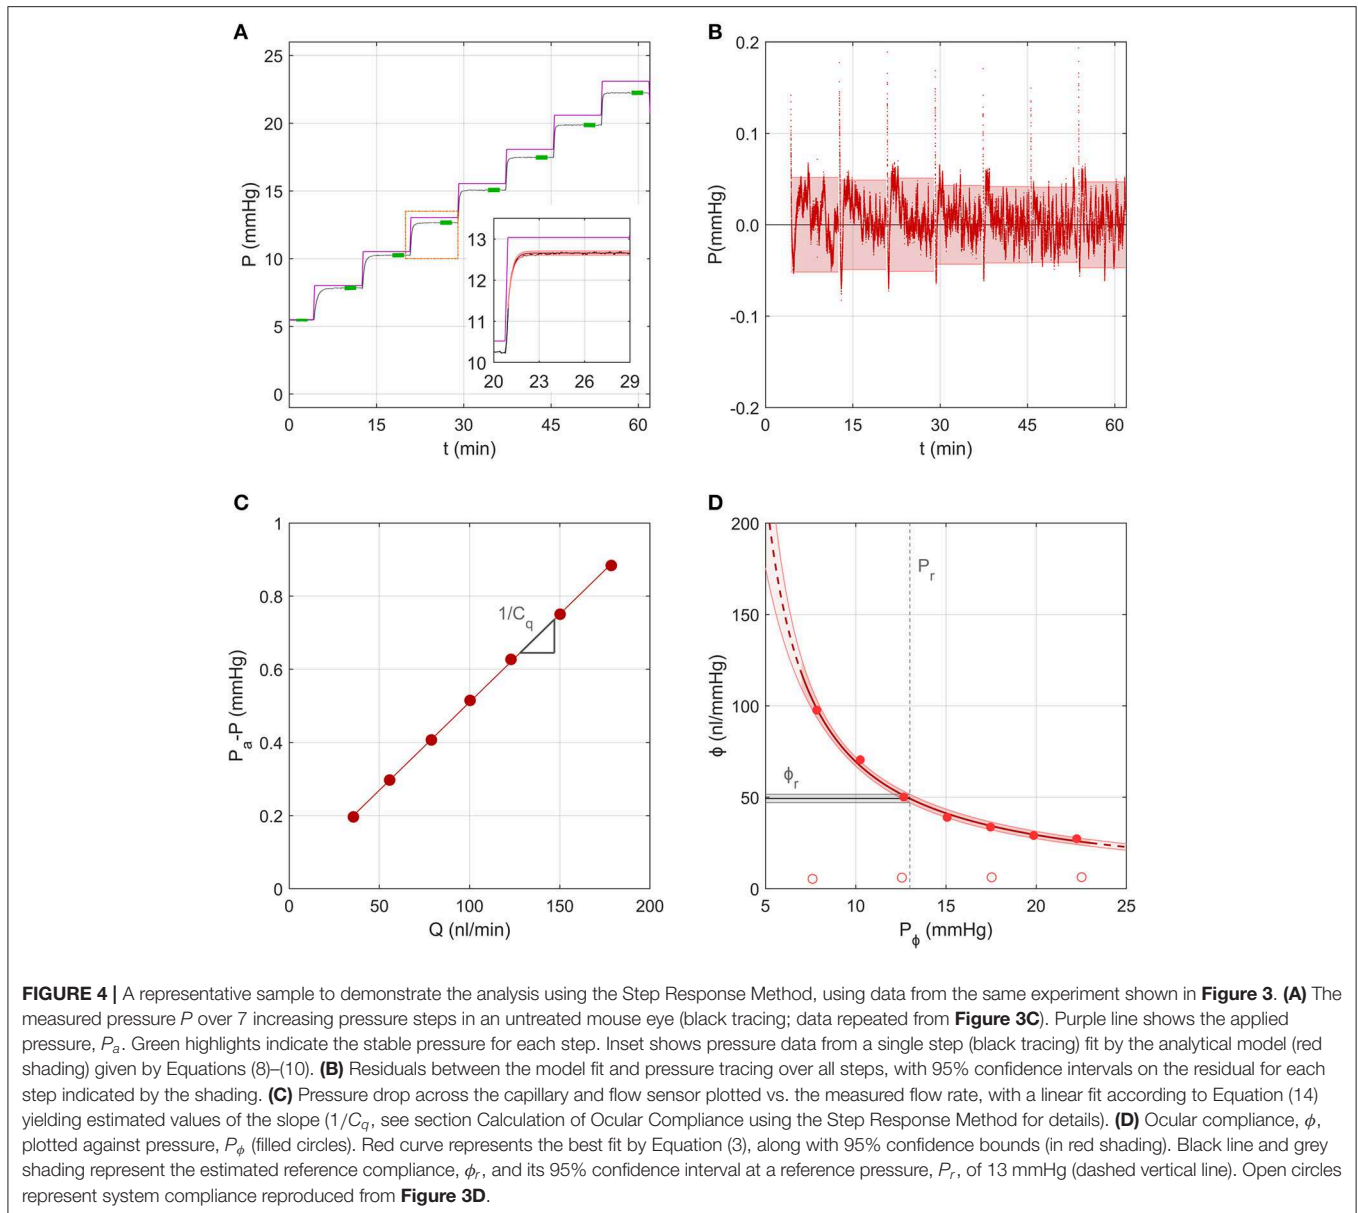 A
25
20
15
10
5
0
P (mmHg)
0 15 30 45 60
t (min)
13
12
11
10
20 23 26 29
B
0.2
0.1
0.0
-0.1
-0.2
P(mmHg)
0 15 30 45 60
t (min)
C
1
0.8
0.6
0.4
0.2
0
P_a-P (mmHg)
1/C_q
0 50 100 150 200
Q (nl/min)
D
200
150
100
50
0
ϕ (nl/mmHg)
P_r
ϕ_r
5 10 15 20 25
P_ϕ (mmHg)
FIGURE 4 | A representative sample to demonstrate the analysis using the Step Response Method, using data from the same experiment shown in Figure 3. (A) The
measured pressure P over 7 increasing pressure steps in an untreated mouse eye (black tracing; data repeated from Figure 3C). Purple line shows the applied
pressure, P_a. Green highlights indicate the stable pressure for each step. Inset shows pressure data from a single step (black tracing) fit by the analytical model (red
shading) given by Equations (8)–(10). (B) Residuals between the model fit and pressure tracing over all steps, with 95% confidence intervals on the residual for each
step indicated by the shading. (C) Pressure drop across the capillary and flow sensor plotted vs. the measured flow rate, with a linear fit according to Equation (14)
yielding estimated values of the slope (1/C_q, see section Calculation of Ocular Compliance using the Step Response Method for details). (D) Ocular compliance, ϕ,
plotted against pressure, P_ϕ (filled circles). Red curve represents the best fit by Equation (3), along with 95% confidence bounds (in red shading). Black line and grey
shading represent the estimated reference compliance, ϕ_r, and its 95% confidence interval at a reference pressure, P_r, of 13 mmHg (dashed vertical line). Open circles
represent system compliance reproduced from Figure 3D.